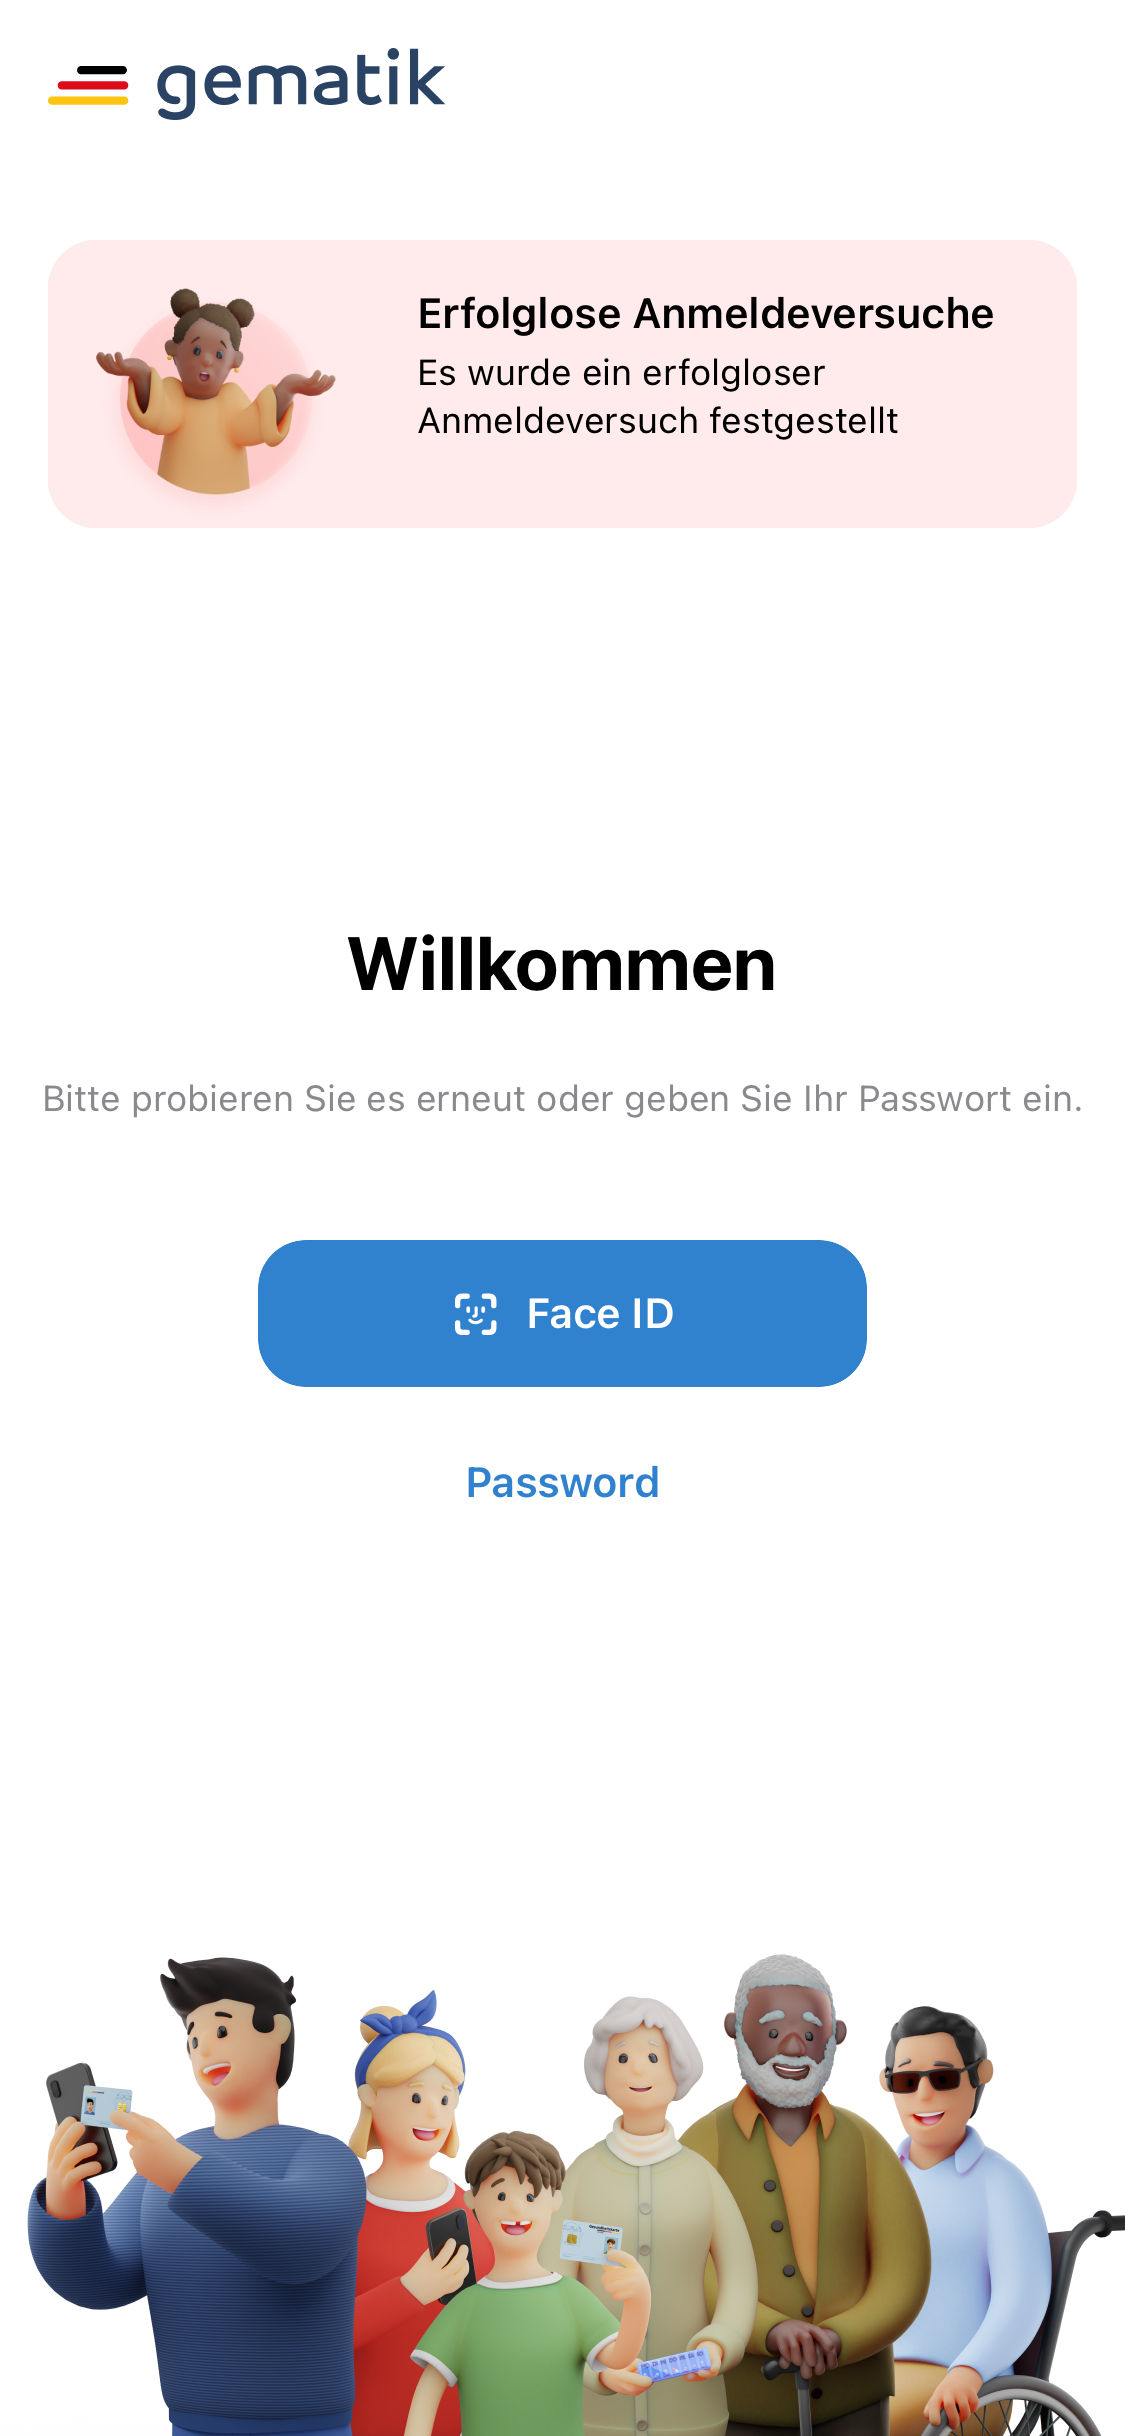 gematik
Erfolglose Anmeldeversuche
Es wurde ein erfolgloser
Anmeldeversuch festgestellt
Willkommen
Bitte probieren Sie es erneut oder geben Sie Ihr Passwort ein.
Face ID
Password